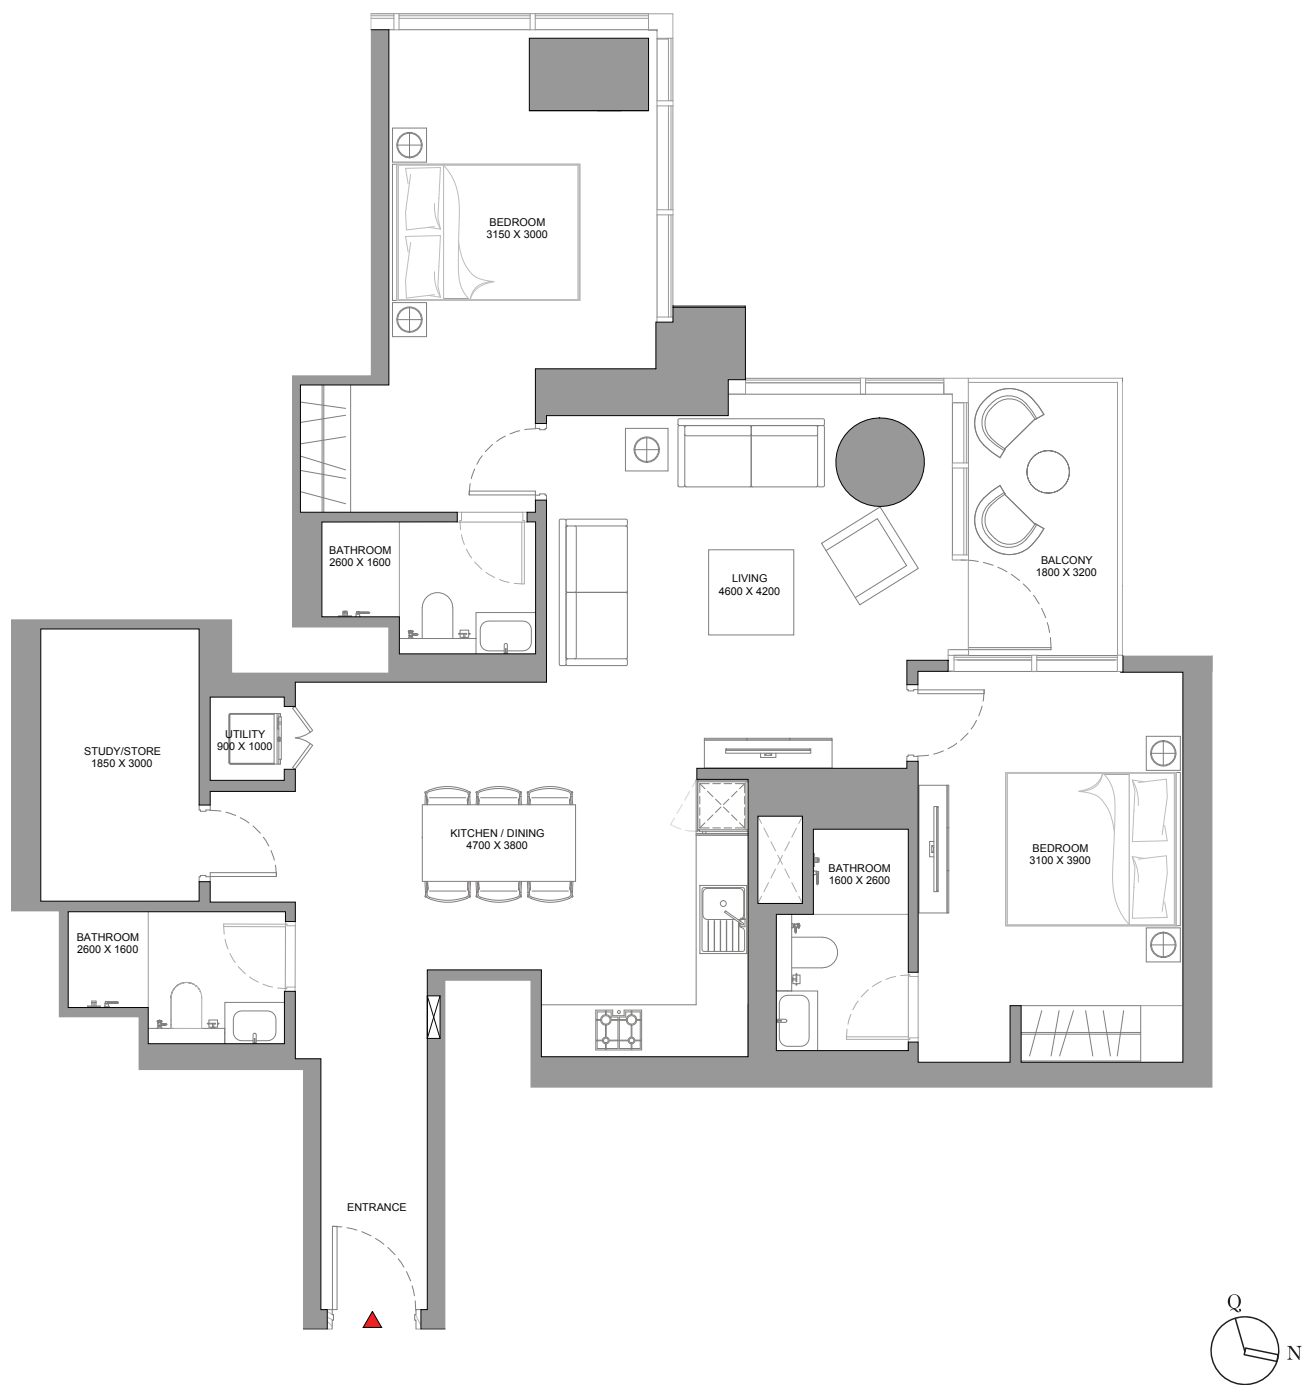 BEDROOM
3150 X 3000
BATHROOM
2600 X 1600
LIVING
4600 X 4200
BALCONY
1800 X 3200
UTILITY
900 X 1000
STUDY/STORE
1850 X 3000
KITCHEN / DINING
4700 X 3800
BATHROOM
1600 X 2600
BEDROOM
3100 X 3900
BATHROOM
2600 X 1600
ENTRANCE
Q
N